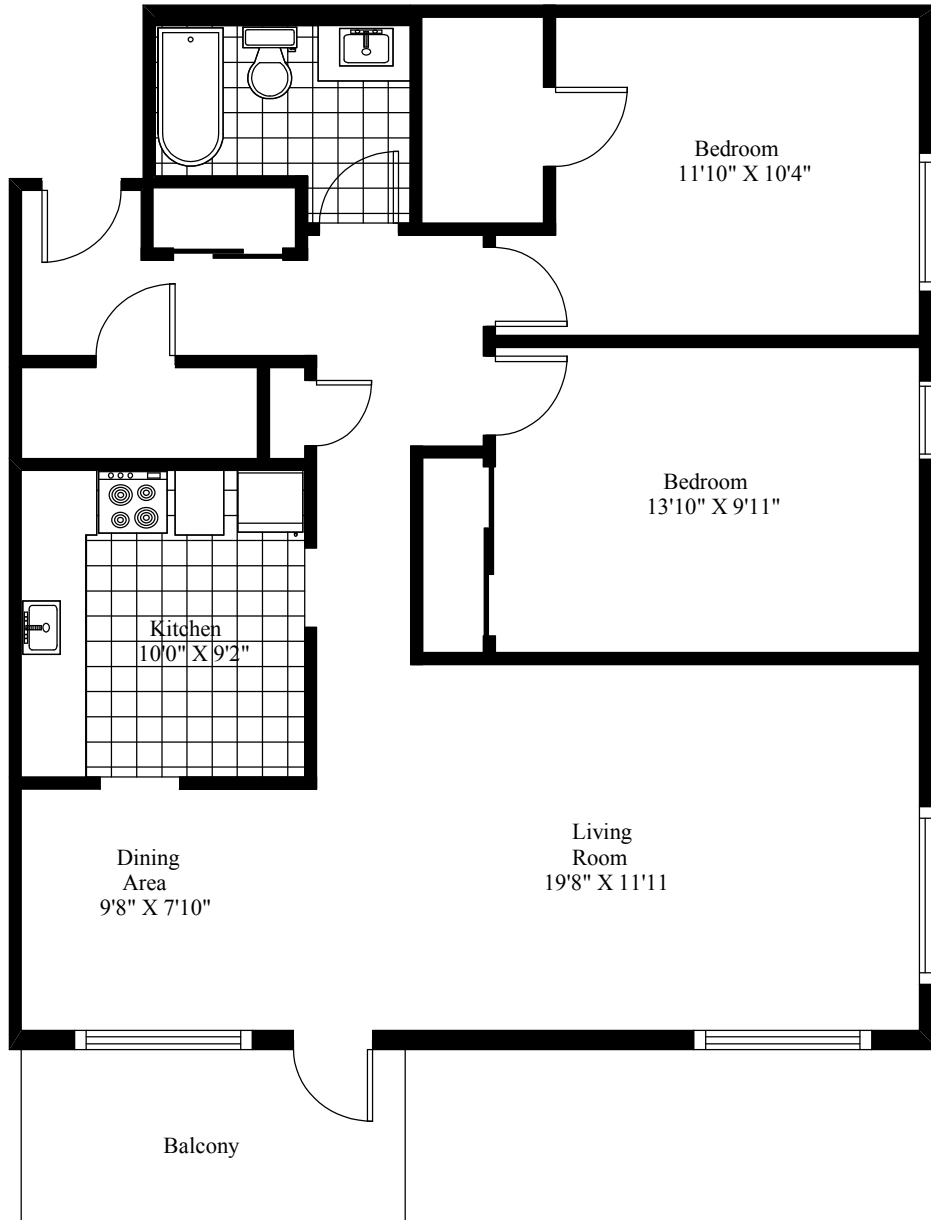 Bedroom
11'10" X 10'4"
Bedroom
13'10" X 9'11"
Kitchen
10'0" X 9'2"
Living
Room
19'8" X 11'11
Dining
Area
9'8" X 7'10"
Balcony